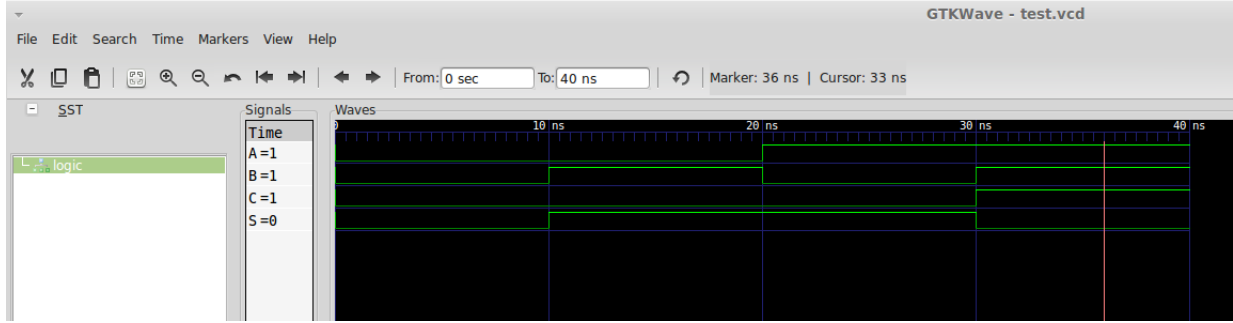 GTKWave - test.vcd
File Edit Search Time Markers View Help
From: 0 sec To: 40 ns Marker: 36 ns | Cursor: 33 ns
SST
Signals
Waves
Time
0 10 ns 20 ns 30 ns 40 ns
logic
A =1
B =1
C =1
S =0